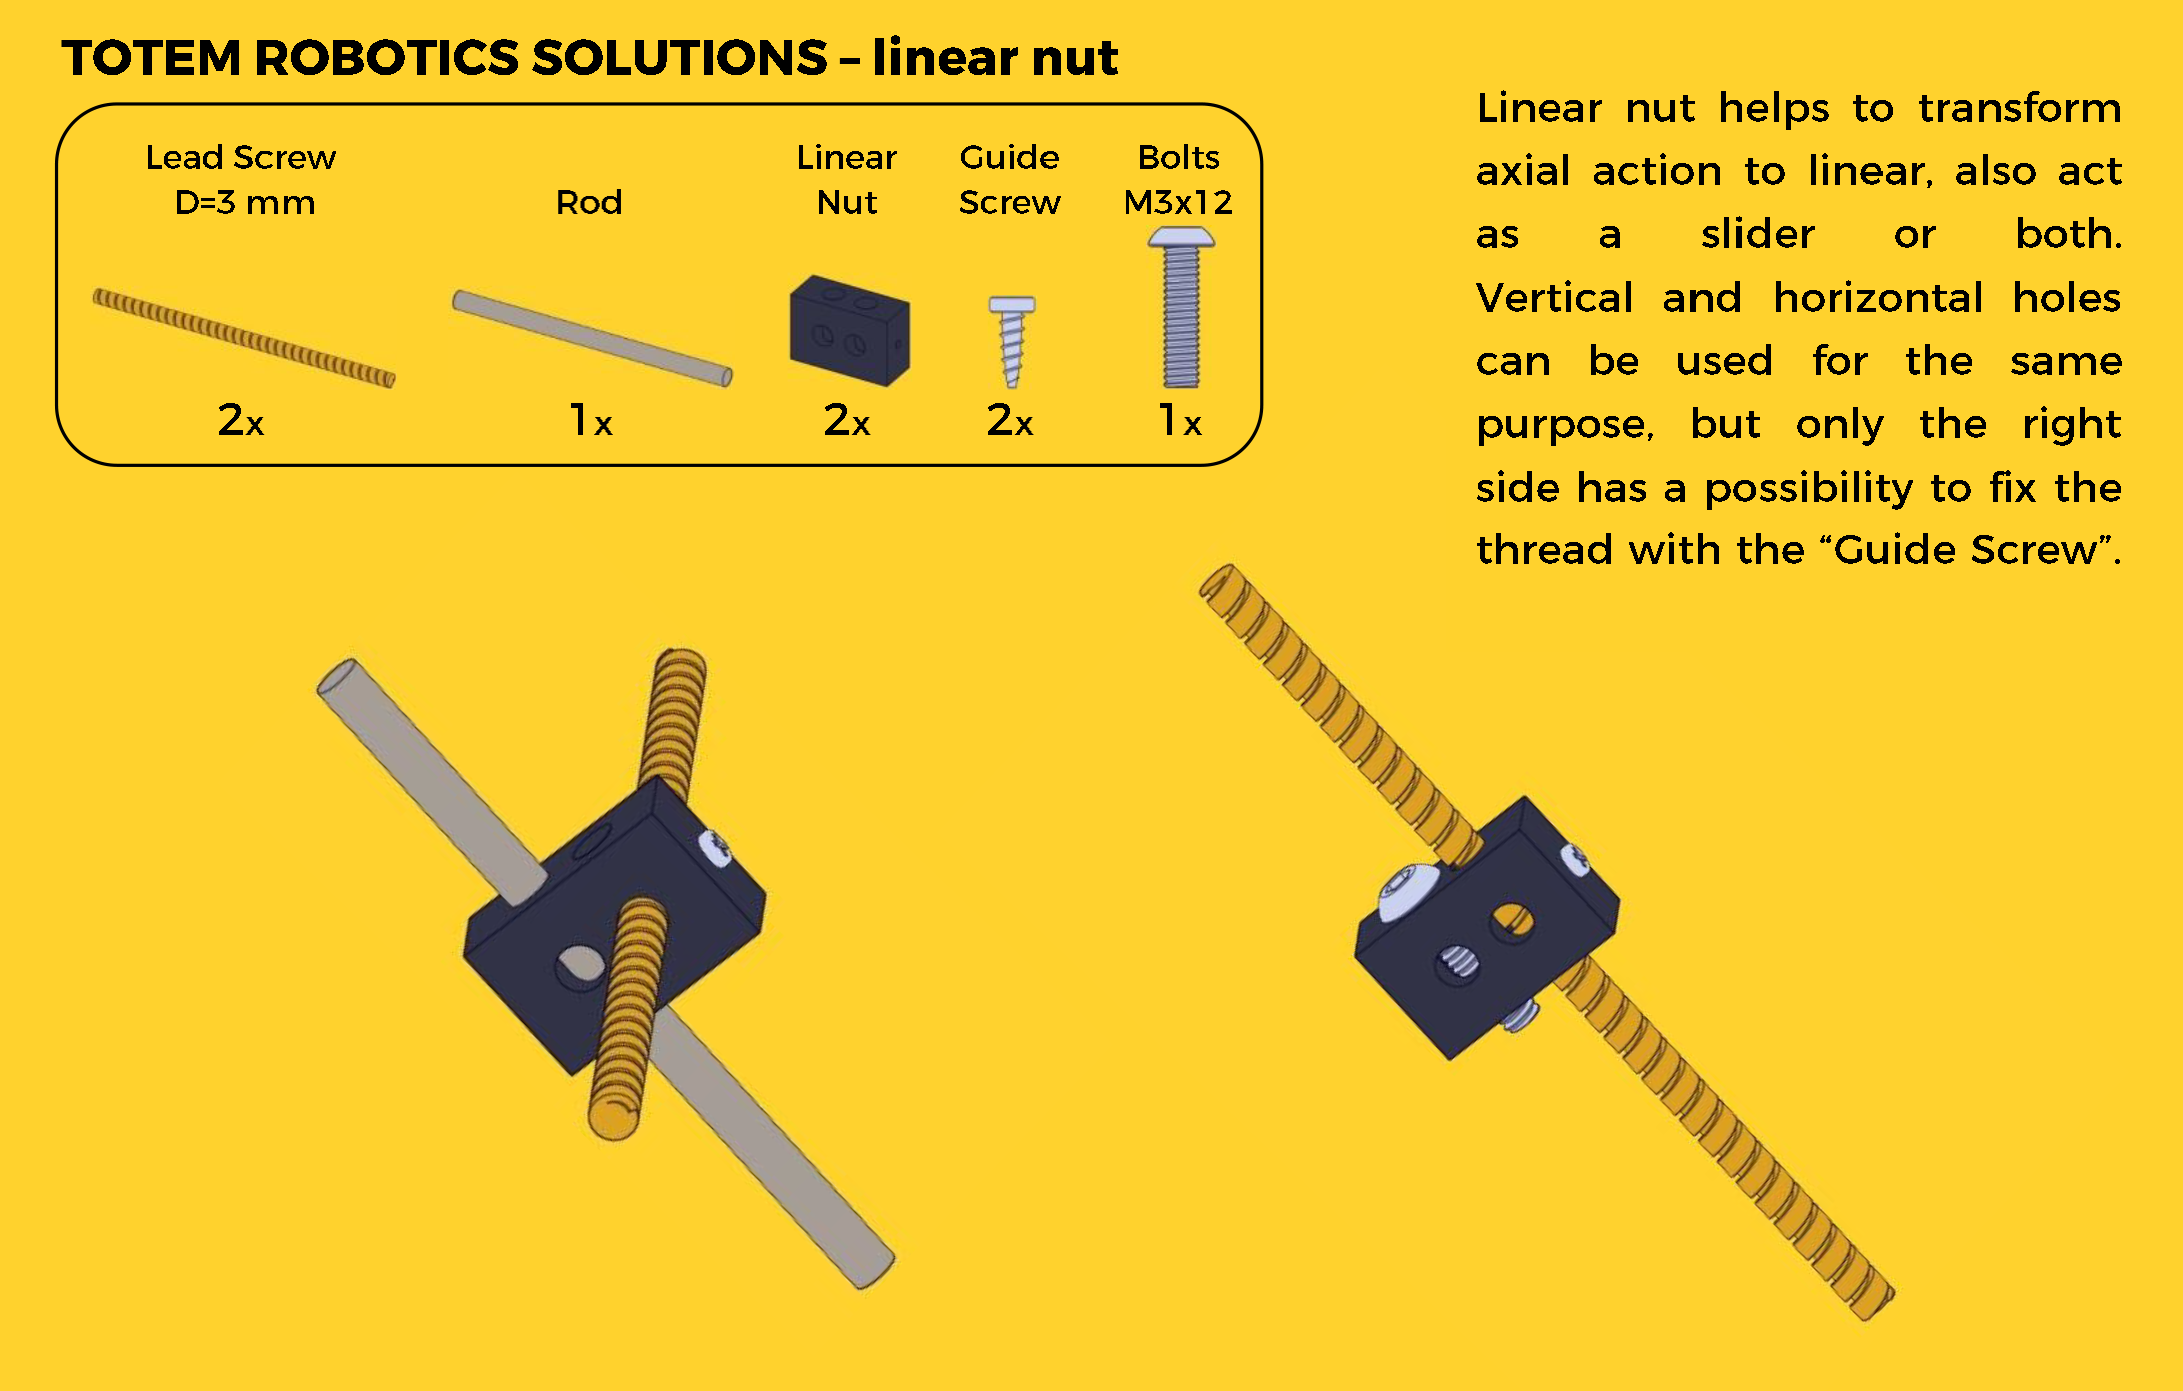 TOTEM ROBOTICS SOLUTIONS – linear nut
Lead Screw
D=3 mm
Rod
Linear
Nut
Guide
Screw
Bolts
M3x12
2x
1x
2x
2x
1x
Linear nut helps to transform
axial action to linear, also act
as a slider or both.
Vertical and horizontal holes
can be used for the same
purpose, but only the right
side has a possibility to fix the
thread with the “Guide Screw”.